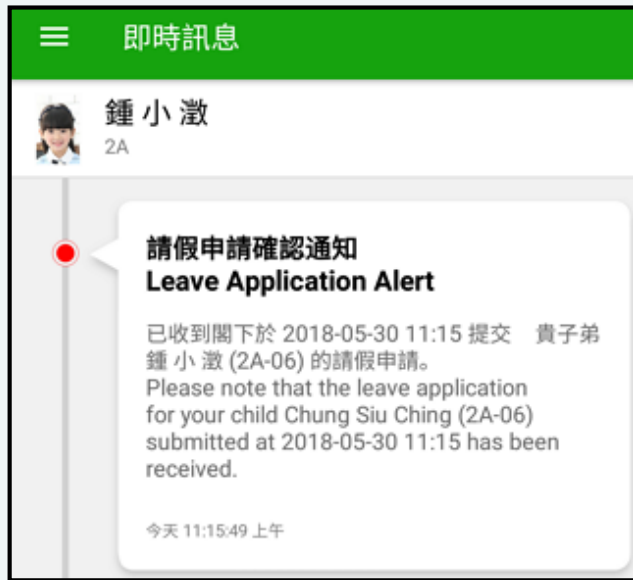 即時訊息
鍾 小 澂
2A
請假申請確認通知
Leave Application Alert
已收到閣下於 2018-05-30 11:15 提交　貴子弟
鍾 小 澂 (2A-06) 的請假申請。
Please note that the leave application
for your child Chung Siu Ching (2A-06)
submitted at 2018-05-30 11:15 has been
received.
今天 11:15:49 上午